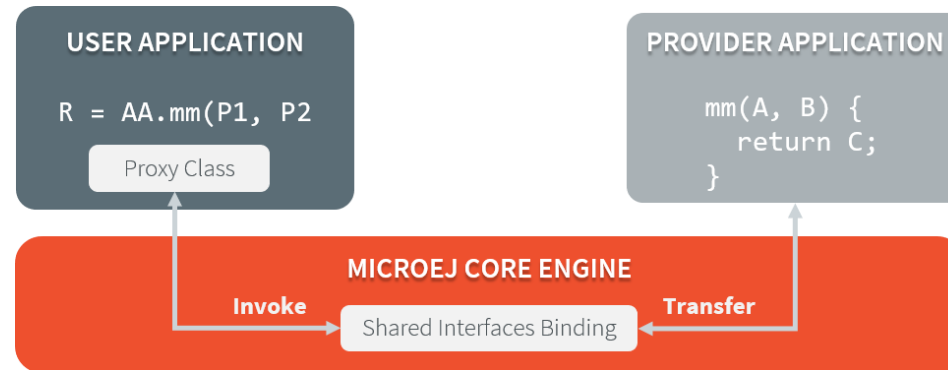 USER APPLICATION
R = AA.mm(P1, P2
Proxy Class
PROVIDER APPLICATION
mm(A, B) {
return C;
}
MICROEJ CORE ENGINE
Invoke
Shared Interfaces Binding
Transfer